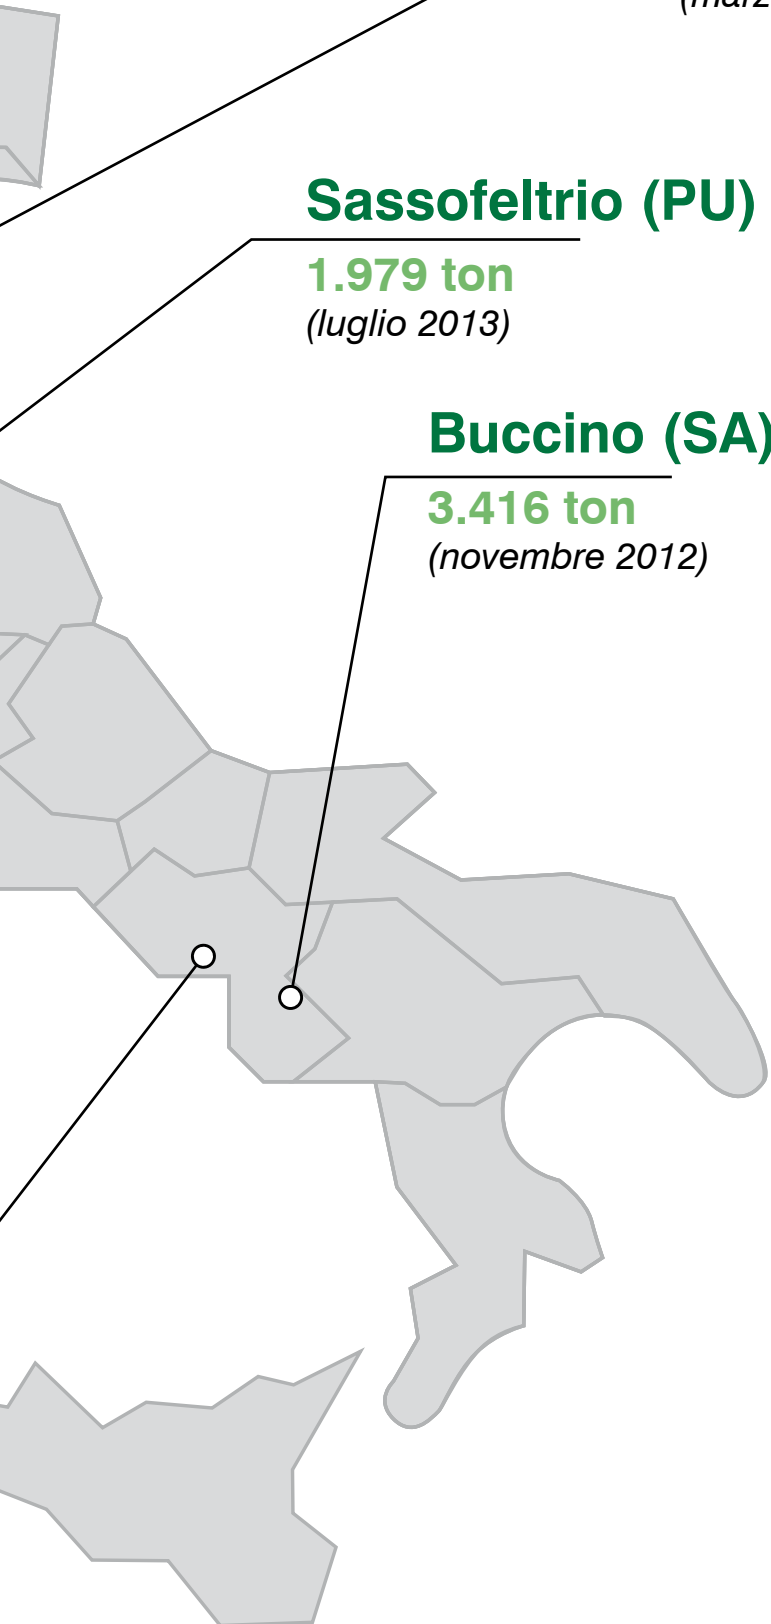 Sassofeltrio (PU)
1.979 ton
(luglio 2013)
Buccino (SA)
3.416 ton
(novembre 2012)